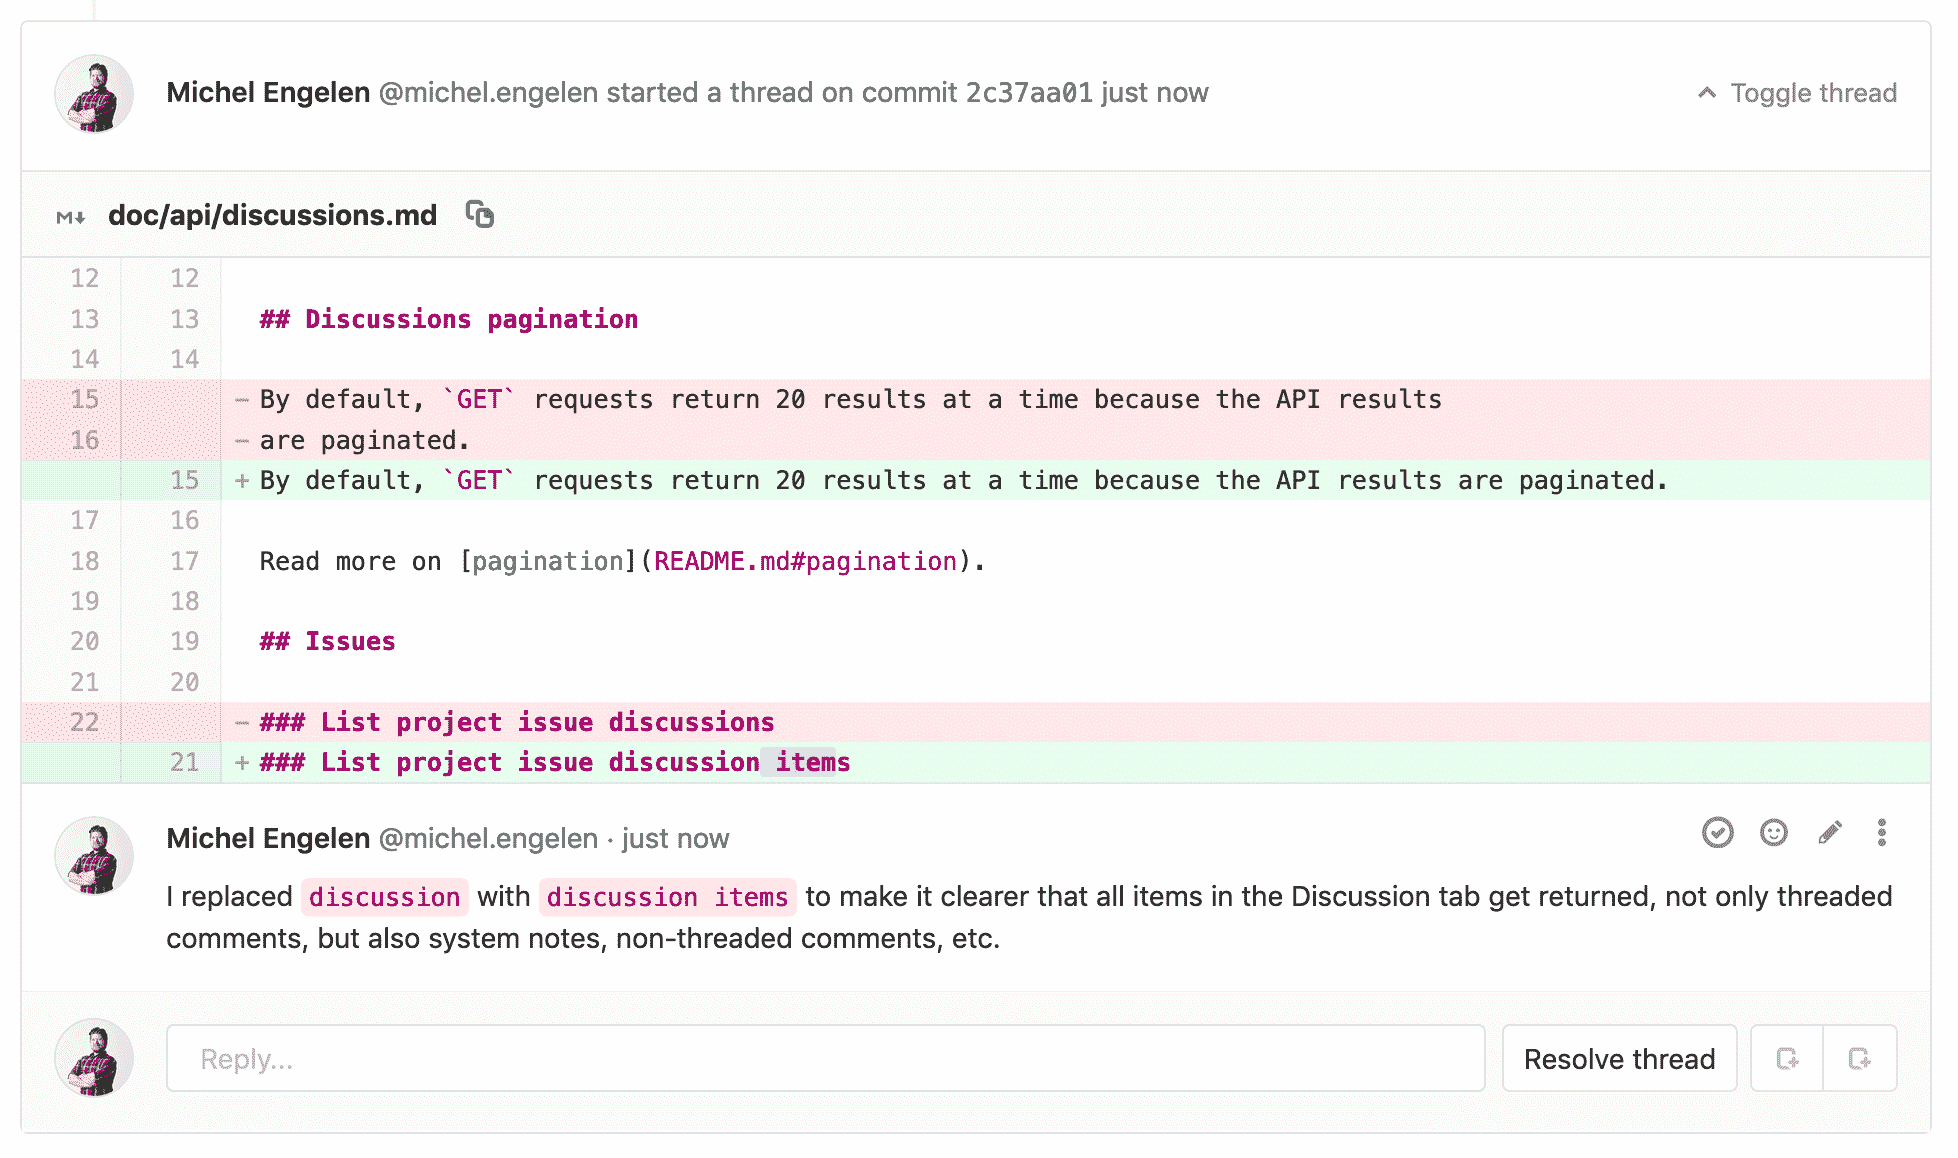 Michel Engelen @michel.engelen started a thread on commit 2c37aa01 just now
Toggle thread
M doc/api/discussions.md
12 12
13 13 ## Discussions pagination
14 14
15 - By default, `GET` requests return 20 results at a time because the API results
16 - are paginated.
15 + By default, `GET` requests return 20 results at a time because the API results are paginated.
17 16
18 17 Read more on [pagination](README.md#pagination).
19 18
20 19 ## Issues
21 20
22 - ### List project issue discussions
21 + ### List project issue discussion items
Michel Engelen @michel.engelen · just now
I replaced discussion with discussion items to make it clearer that all items in the Discussion tab get returned, not only threaded
comments, but also system notes, non-threaded comments, etc.
Reply...
Resolve thread